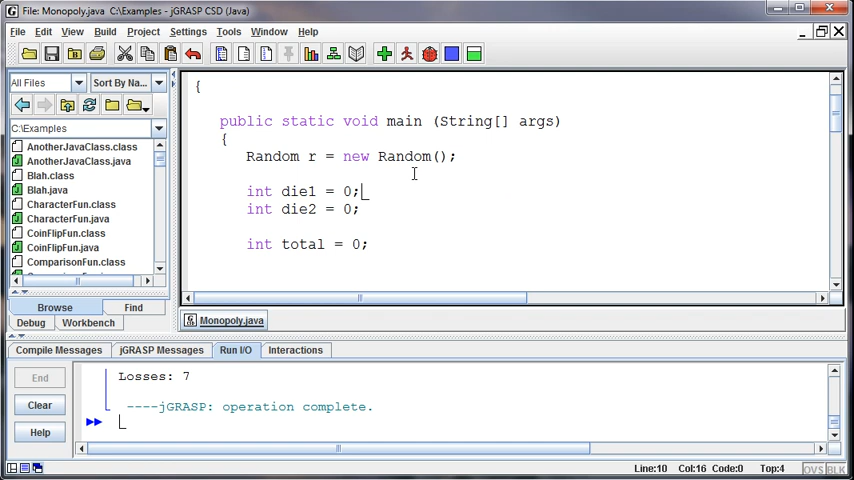 File: Monopoly.java  C:\Examples - jGRASP CSD (Java)
File Edit View Build Project Settings Tools Window Help
All Files Sort By Na...
C:\Examples
AnotherJavaClass.class
AnotherJavaClass.java
Blah.class
Blah.java
CharacterFun.class
CharacterFun.java
CoinFlipFun.class
CoinFlipFun.java
ComparisonFun.class
Browse Find
Debug Workbench
{
public static void main (String[] args)
{
Random r = new Random();
int die1 = 0;
int die2 = 0;
int total = 0;
Monopoly.java
Compile Messages jGRASP Messages Run I/O Interactions
End
Clear
Help
Losses: 7
----jGRASP: operation complete.
Line:10 Col:16 Code:0 Top:4 OVS BLK